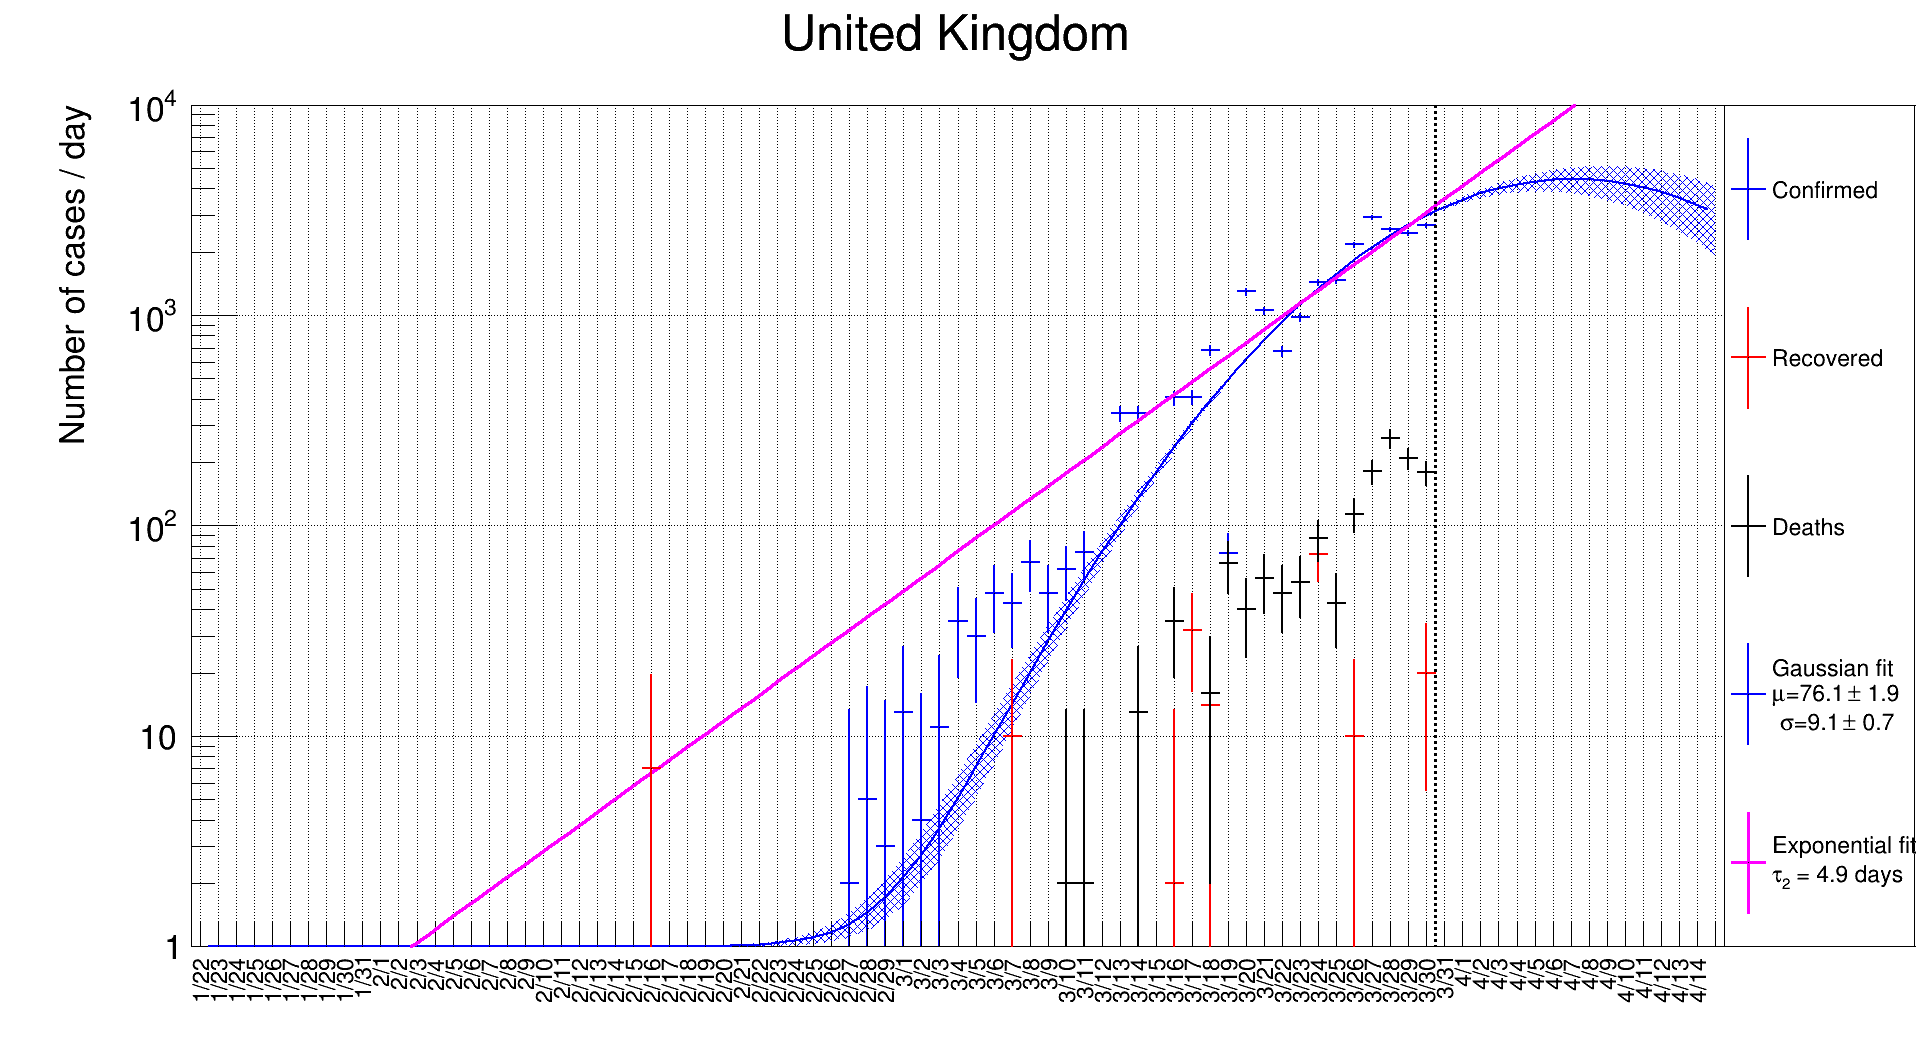 United Kingdom
Number of cases / day
10⁴
10³
10²
10
1
1/22 1/23 1/24 1/25 1/26 1/27 1/28 1/29 1/30 1/31 2/1 2/2 2/3 2/4 2/5 2/6 2/7 2/8 2/9 2/10 2/11 2/12 2/13 2/14 2/15 2/16 2/17 2/18 2/19 2/20 2/21 2/22 2/23 2/24 2/25 2/26 2/27 2/28 2/29 3/1 3/2 3/3 3/4 3/5 3/6 3/7 3/8 3/9 3/10 3/11 3/12 3/13 3/14 3/15 3/16 3/17 3/18 3/19 3/20 3/21 3/22 3/23 3/24 3/25 3/26 3/27 3/28 3/29 3/30 3/31 4/1 4/2 4/3 4/4 4/5 4/6 4/7 4/8 4/9 4/10 4/11 4/12 4/13 4/14
Confirmed
Recovered
Deaths
Gaussian fit
μ=76.1± 1.9
σ=9.1± 0.7
Exponential fit
τ₂ = 4.9 days